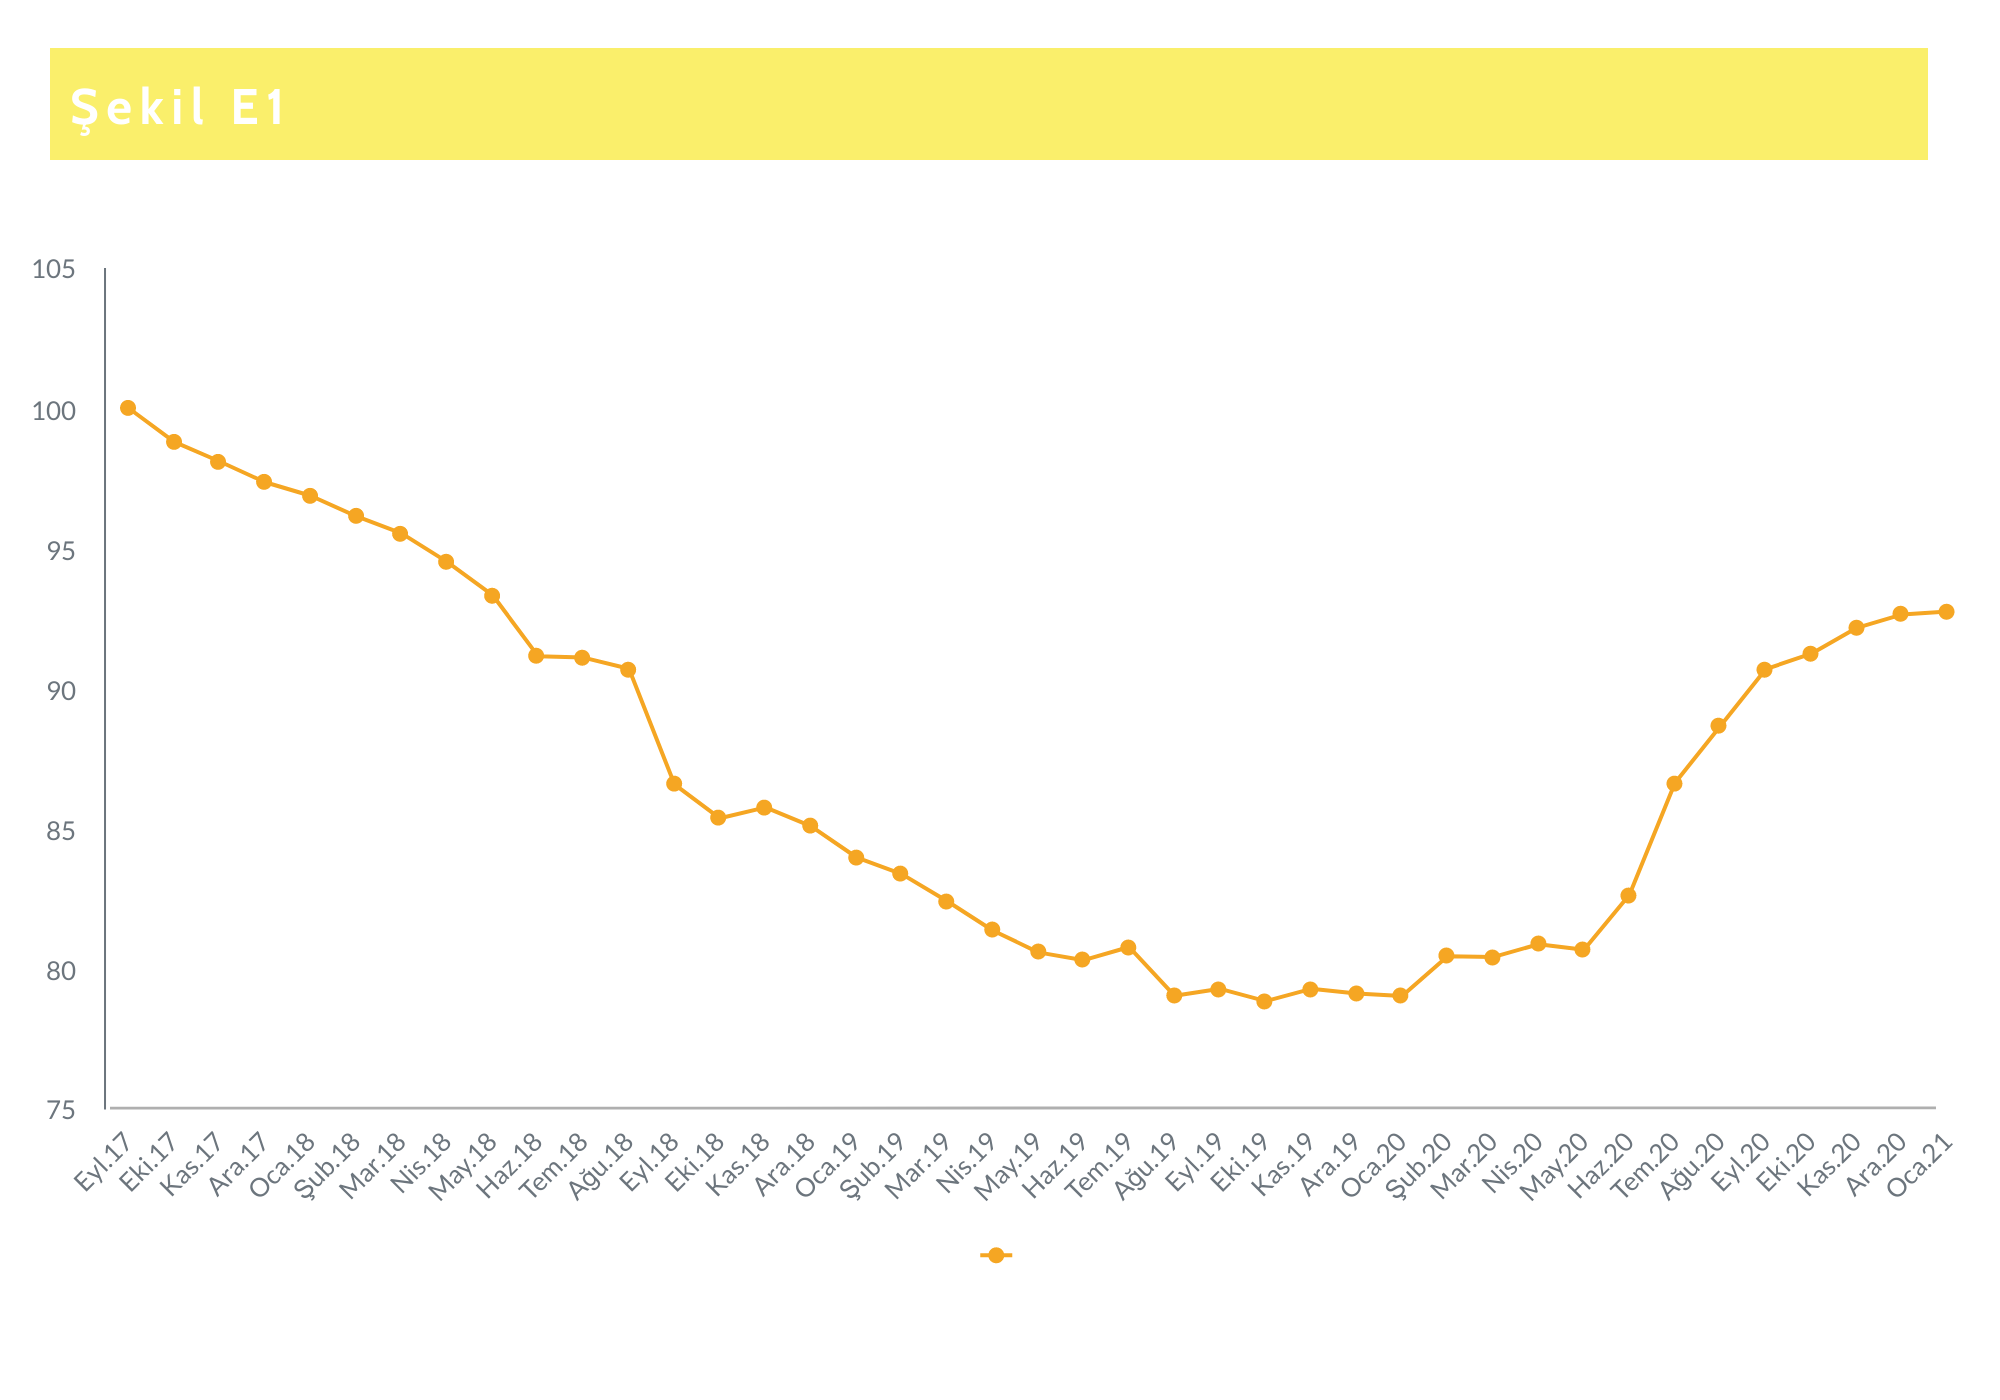 Şekil E1
105
100
95
90
85
80
75
Eyl.17
Eki.17
Kas.17
Ara.17
Oca.18
Şub.18
Mar.18
Nis.18
May.18
Haz.18
Tem.18
Ağu.18
Eyl.18
Eki.18
Kas.18
Ara.18
Oca.19
Şub.19
Mar.19
Nis.19
May.19
Haz.19
Tem.19
Ağu.19
Eyl.19
Eki.19
Kas.19
Ara.19
Oca.20
Şub.20
Mar.20
Nis.20
May.20
Haz.20
Tem.20
Ağu.20
Eyl.20
Eki.20
Kas.20
Ara.20
Oca.21